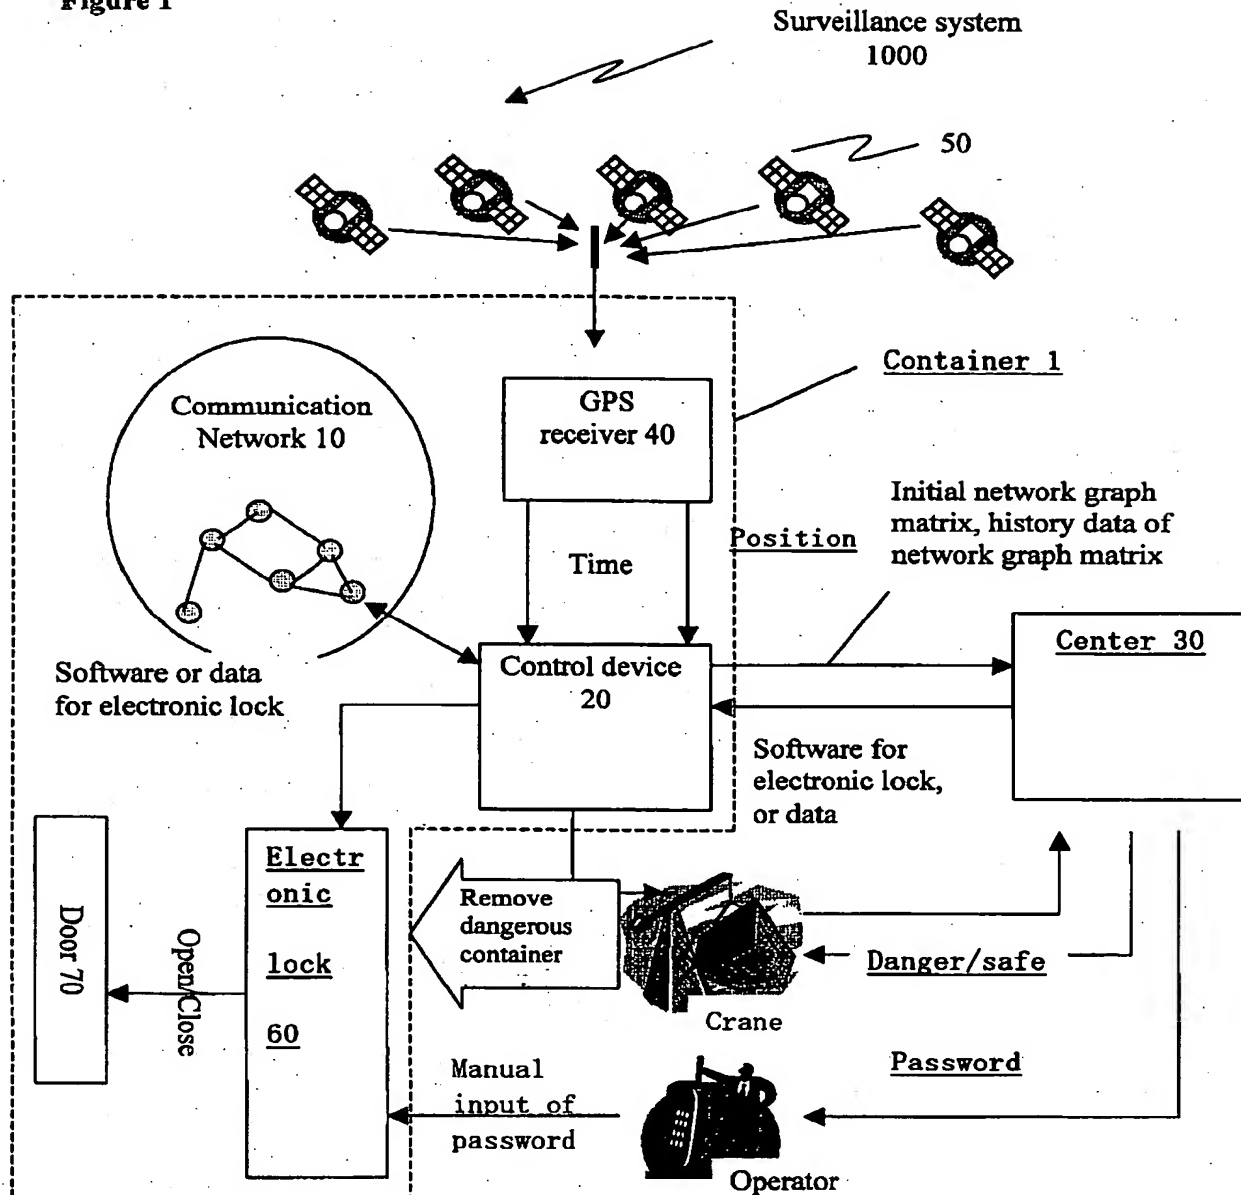 Figure 1
Surveillance system
1000
50
Container 1
Communication
Network 10
GPS
receiver 40
Initial network graph
matrix, history data of
network graph matrix
Position
Time
Center 30
Software or data
for electronic lock
Control device
20
Software for
electronic lock,
or data
Electr
onic
lock
60
Door 70
Open/Close
Remove
dangerous
container
Danger/safe
Crane
Password
Manual
input of
password
Operator